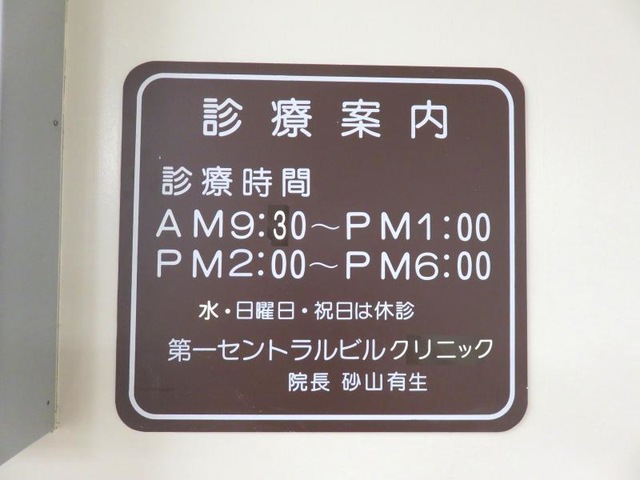 診療案内
診療時間
AM9:30～PM1:00
PM2:00～PM6:00
水・日曜日・祝日は休診
第一セントラルビルクリニック
院長 砂山有生